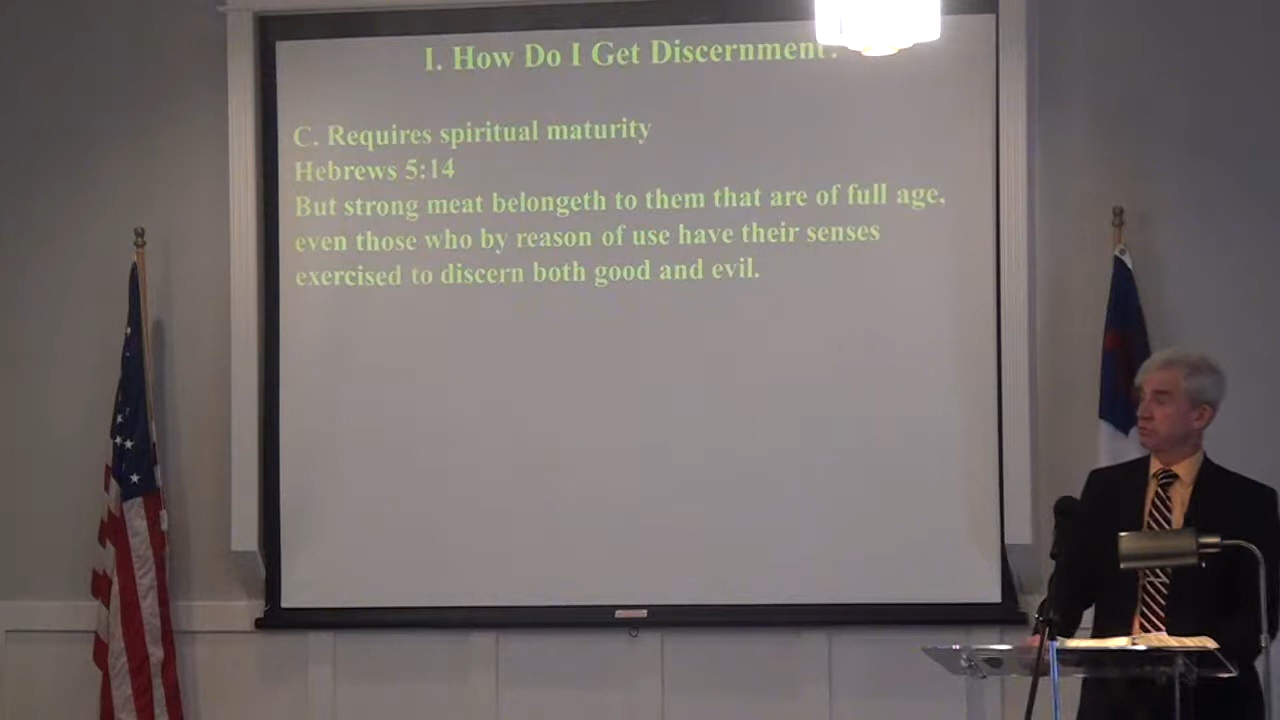 I. How Do I Get Discernment?
C. Requires spiritual maturity
Hebrews 5:14
But strong meat belongeth to them that are of full age,
even those who by reason of use have their senses
exercised to discern both good and evil.